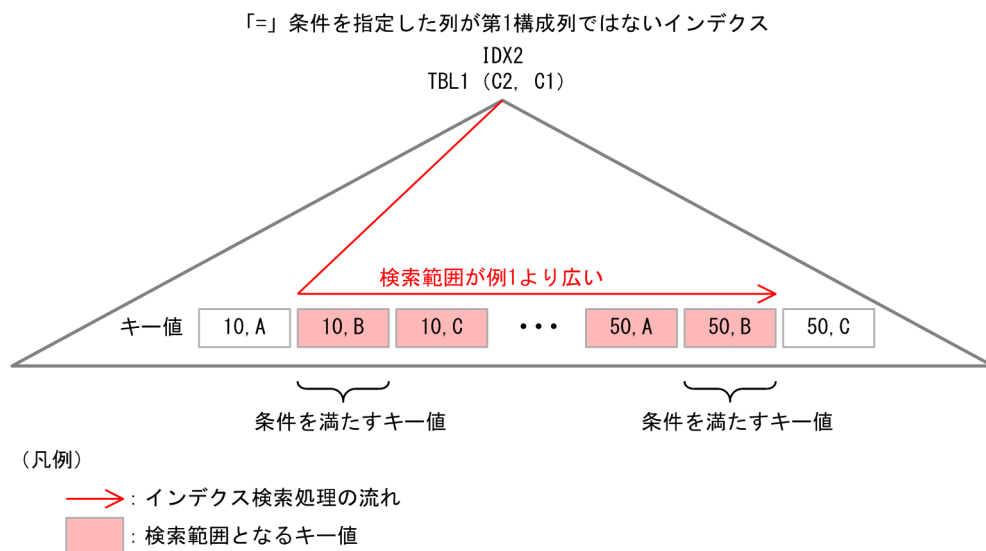 「=」条件を指定した列が第1構成列ではないインデクス
IDX2
TBL1 (C2, C1)
検索範囲が例1より広い
キー値 10, A 10, B 10, C ・・・ 50, A 50, B 50, C
条件を満たすキー値 条件を満たすキー値
(凡例)
: インデクス検索処理の流れ
: 検索範囲となるキー値